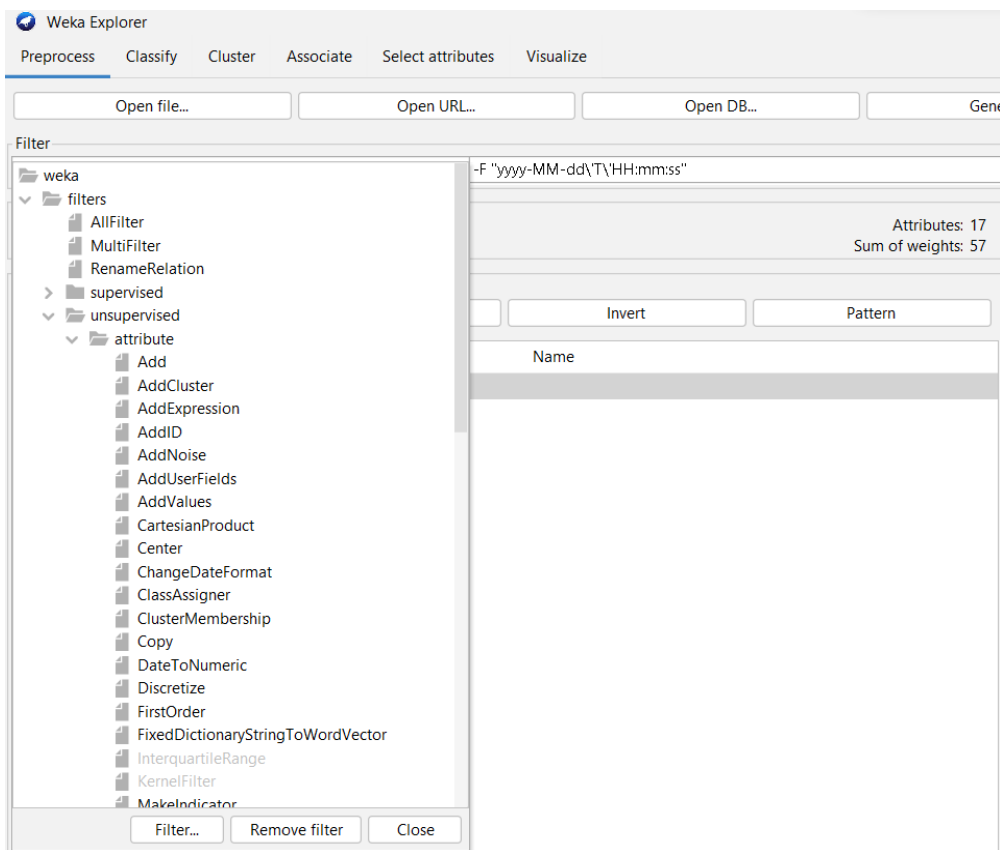 Weka Explorer
Preprocess Classify Cluster Associate Select attributes Visualize
Open file... Open URL... Open DB... Gene
Filter
weka
-F "yyyy-MM-dd\'T\'HH:mm:ss"
filters
AllFilter
Attributes: 17
MultiFilter
Sum of weights: 57
RenameRelation
supervised
unsupervised
Invert Pattern
attribute
Name
Add
AddCluster
AddExpression
AddID
AddNoise
AddUserFields
AddValues
CartesianProduct
Center
ChangeDateFormat
ClassAssigner
ClusterMembership
Copy
DateToNumeric
Discretize
FirstOrder
FixedDictionaryStringToWordVector
InterquartileRange
KernelFilter
MakeIndicator
Filter... Remove filter Close